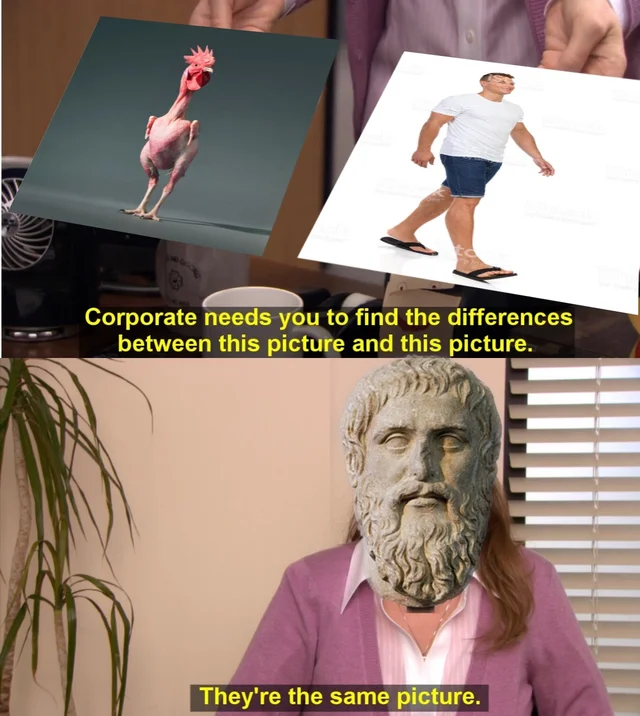 Corporate needs you to find the differences
between this picture and this picture.
They're the same picture.